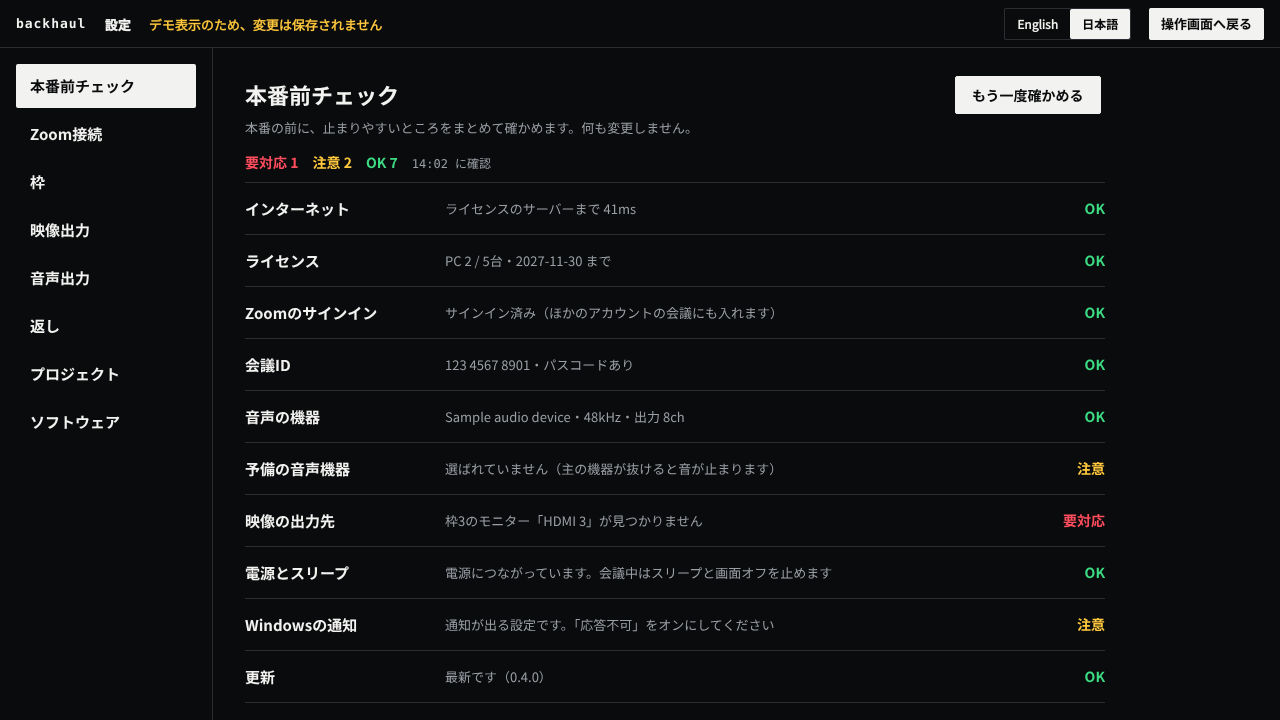 backhaul 設定 デモ表示のため、変更は保存されません English 日本語 操作画面へ戻る
本番前チェック
Zoom接続
枠
映像出力
音声出力
返し
プロジェクト
ソフトウェア
本番前チェック もう一度確かめる
本番の前に、止まりやすいところをまとめて確かめます。何も変更しません。
要対応 1 注意 2 OK 7 14:02 に確認
インターネット ライセンスのサーバーまで 41ms OK
ライセンス PC 2 / 5台・2027-11-30 まで OK
Zoomのサインイン サインイン済み（ほかのアカウントの会議にも入れます） OK
会議ID 123 4567 8901・パスコードあり OK
音声の機器 Sample audio device・48kHz・出力 8ch OK
予備の音声機器 選ばれていません（主の機器が抜けると音が止まります） 注意
映像の出力先 枠3のモニター「HDMI 3」が見つかりません 要対応
電源とスリープ 電源につながっています。会議中はスリープと画面オフを止めます OK
Windowsの通知 通知が出る設定です。「応答不可」をオンにしてください 注意
更新 最新です（0.4.0） OK